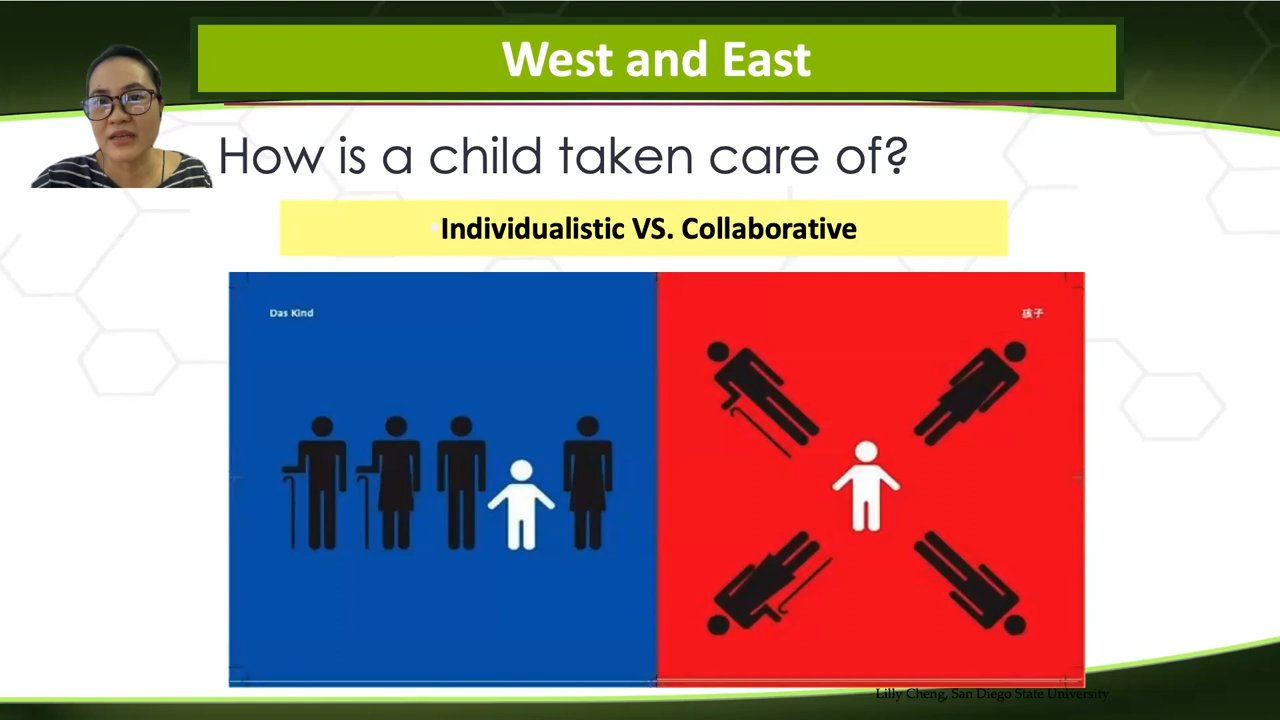 West and East
How is a child taken care of?
Individualistic VS. Collaborative
Das Kind
孩子
Lilly Cheng, San Diego State University